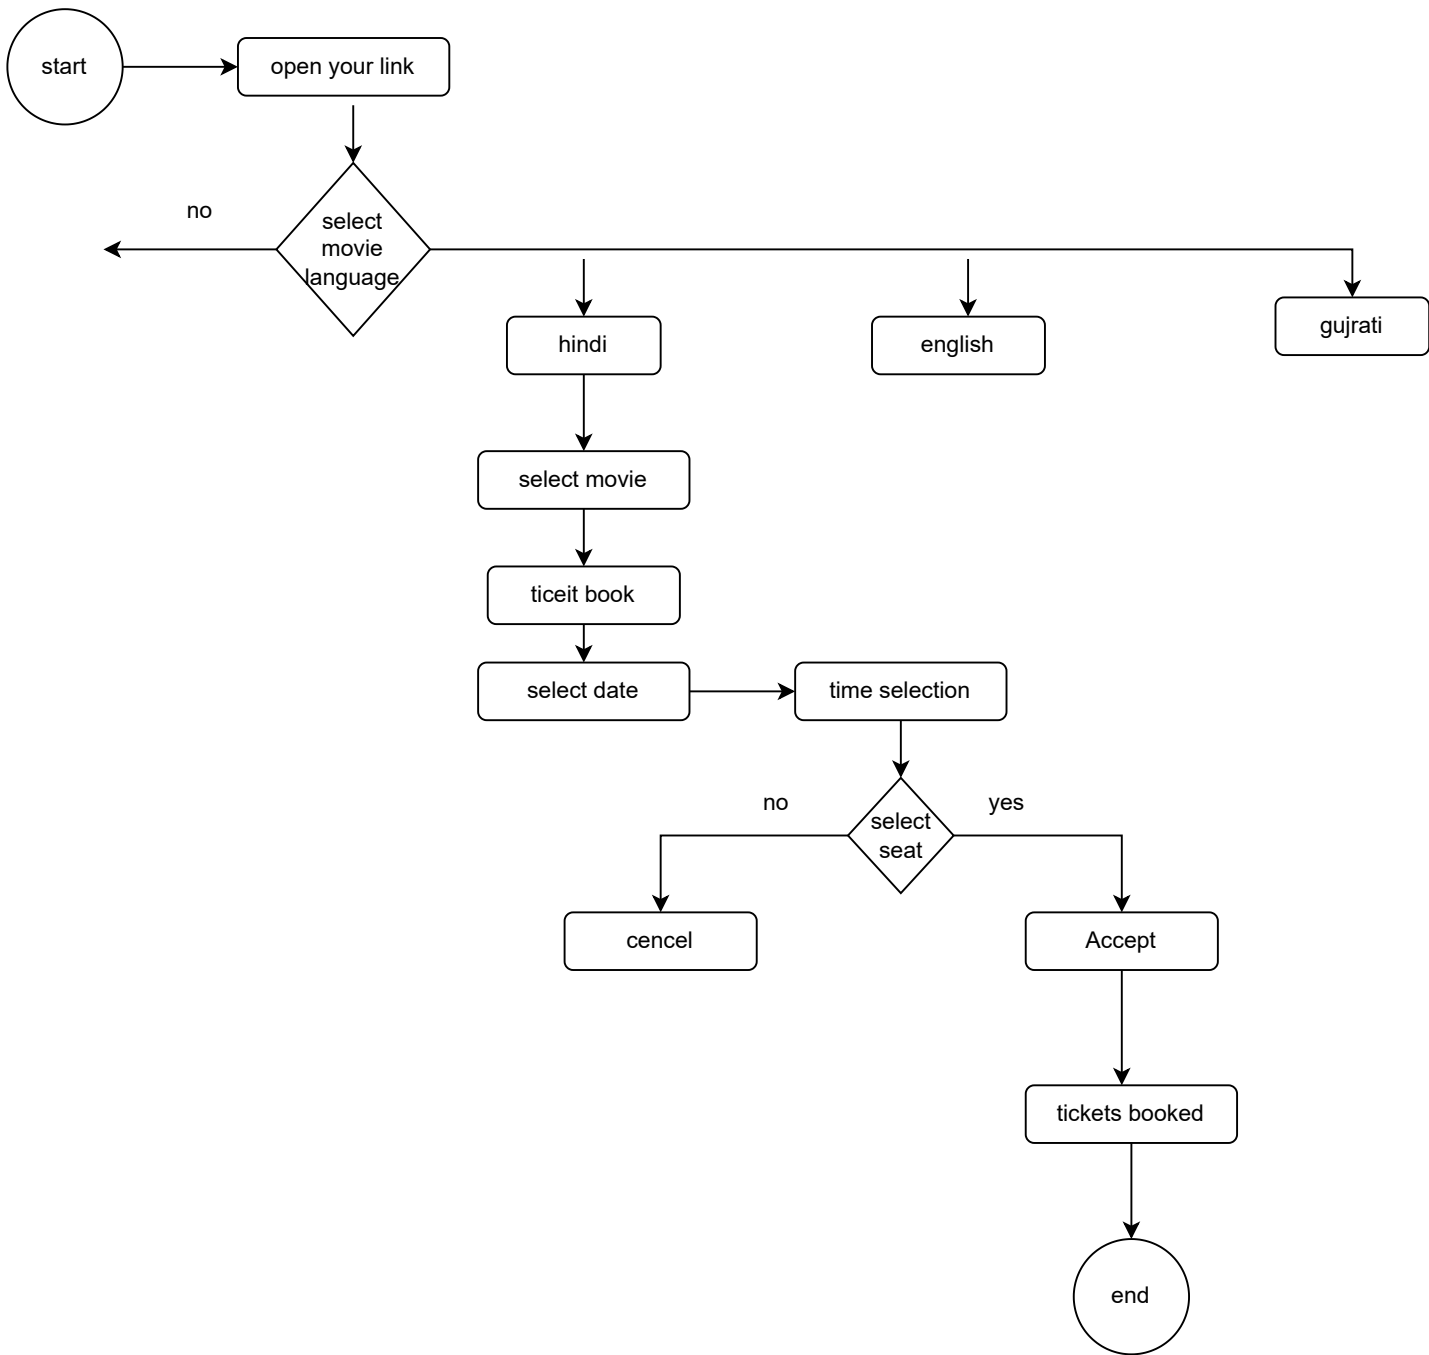 start
open your link
no
select
movie
language
hindi
english
gujrati
select movie
ticeit book
select date
time selection
no
yes
select
seat
cencel
Accept
tickets booked
end